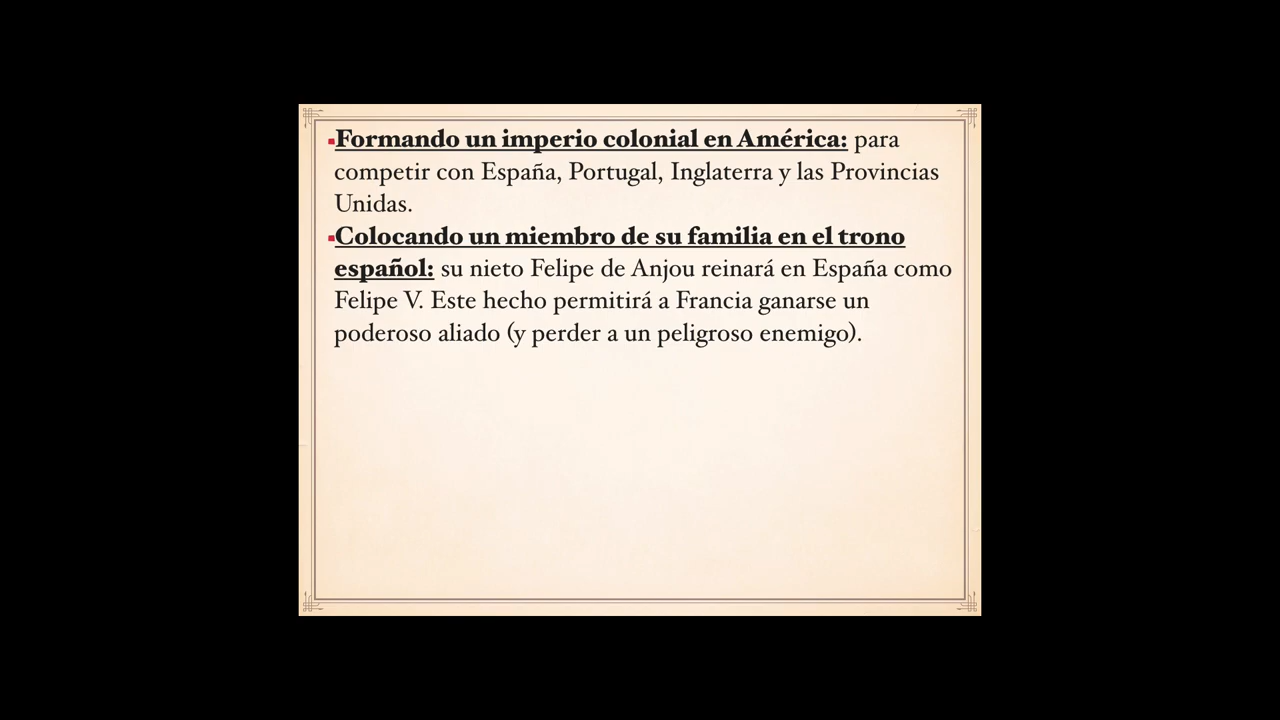 ▪Formando un imperio colonial en América: para
competir con España, Portugal, Inglaterra y las Provincias
Unidas.
▪Colocando un miembro de su familia en el trono
español: su nieto Felipe de Anjou reinará en España como
Felipe V. Este hecho permitirá a Francia ganarse un
poderoso aliado (y perder a un peligroso enemigo).